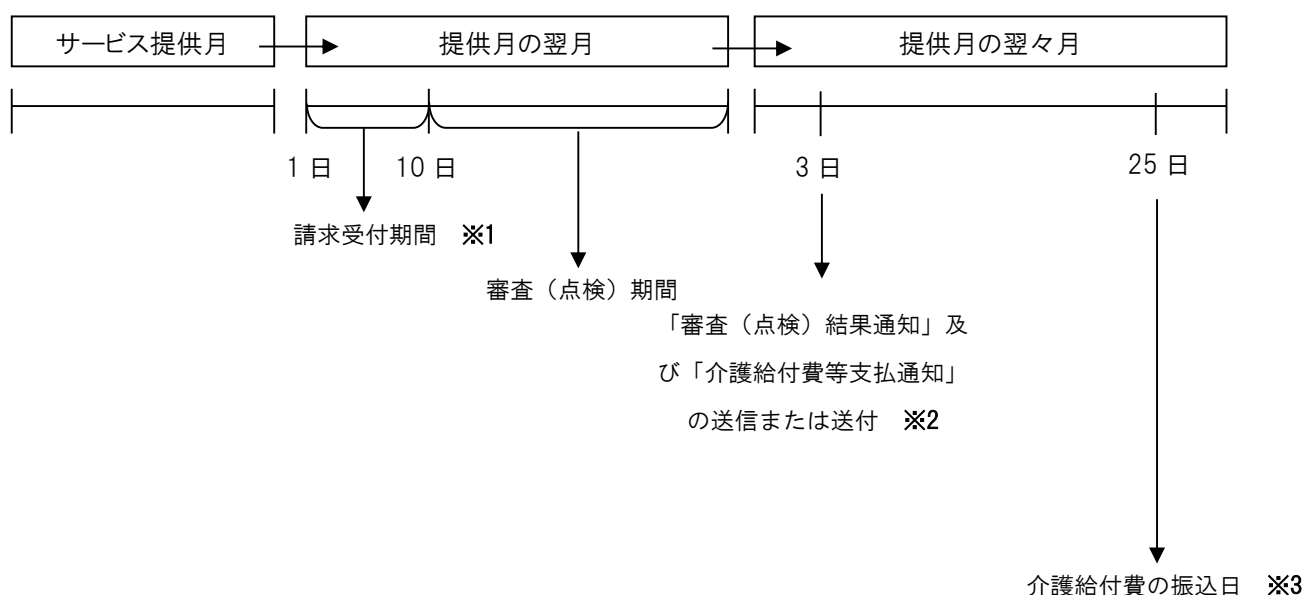 サービス提供月
提供月の翌月
提供月の翌々月
1日
10日
3日
25日
請求受付期間 ※1
審査（点検）期間
「審査（点検）結果通知」及
び「介護給付費等支払通知」
の送信または送付 ※2
介護給付費の振込日 ※3